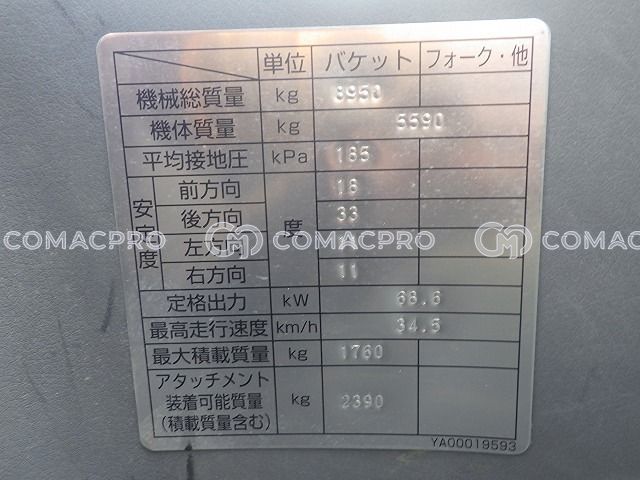 単位 バケット フォーク・他
機械総質量 kg 8950
機体質量 kg 5590
平均接地圧 kPa 185
安定度 前方向 度 18
後方向 33
左方向
右方向 11
定格出力 kW 68.6
最高走行速度 km/h 34.5
最大積載質量 kg 1760
アタッチメント
装着可能質量 kg 2390
(積載質量含む)
YA00019593
COMACPRO COMACPRO COMACPRO